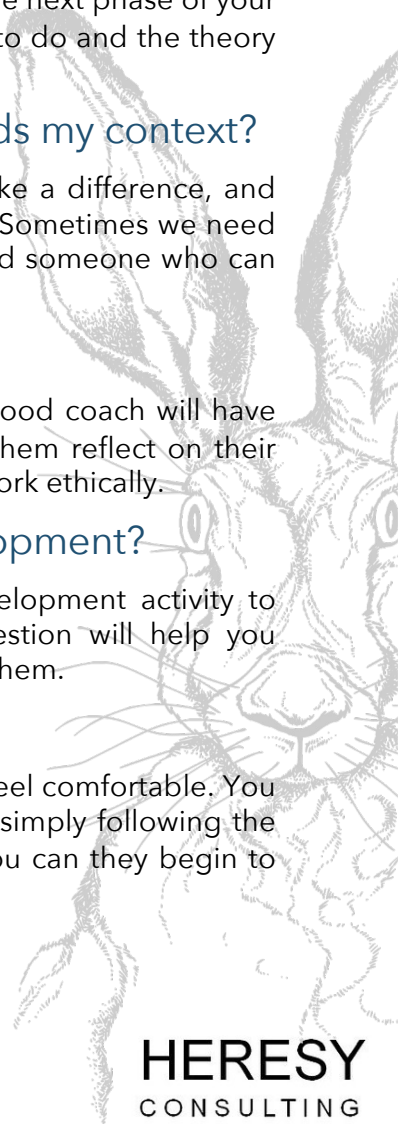 e next phase of your
to do and the theory
ds my context?
ke a difference, and
Sometimes we need
d someone who can
ood coach will have
hem reflect on their
ork ethically.
opment?
velopment activity to
estion will help you
hem.
eel comfortable. You
simply following the
ou can they begin to
HERESY
CONSULTING